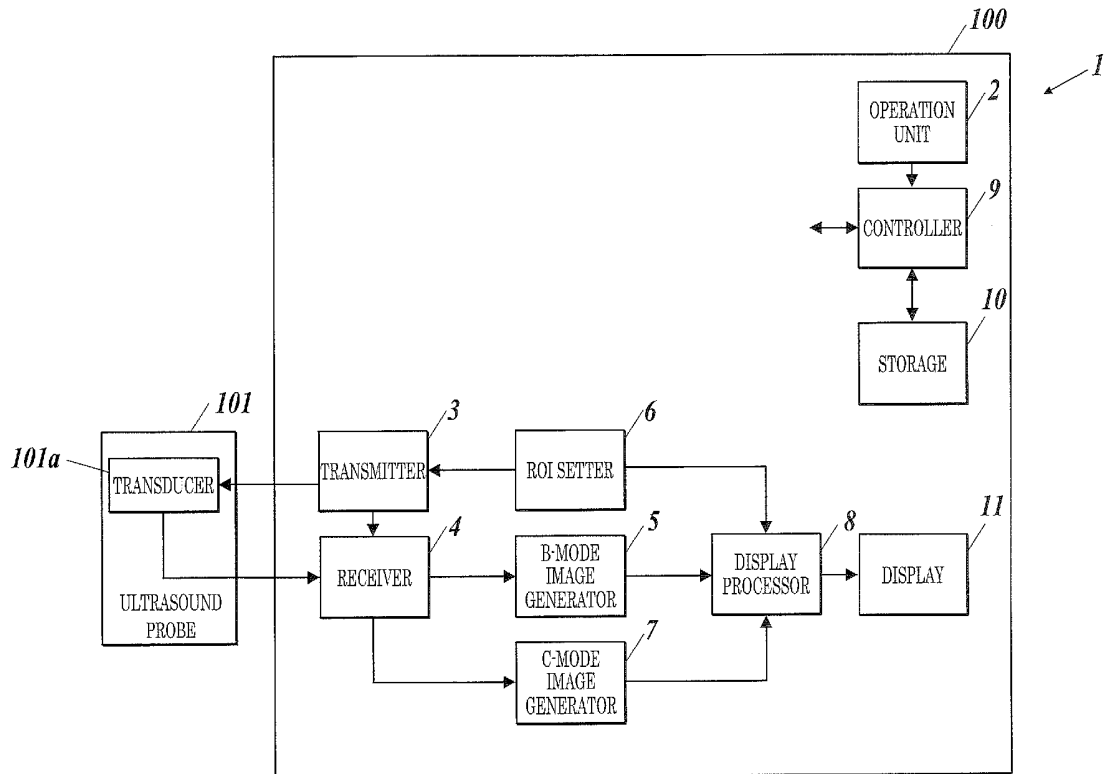 100
1
2
OPERATION
UNIT
9
CONTROLLER
10
STORAGE
101
101a
TRANSDUCER
ULTRASOUND
PROBE
3
TRANSMITTER
6
ROI SETTER
4
RECEIVER
5
B-MODE
IMAGE
GENERATOR
8
DISPLAY
PROCESSOR
11
DISPLAY
7
C-MODE
IMAGE
GENERATOR